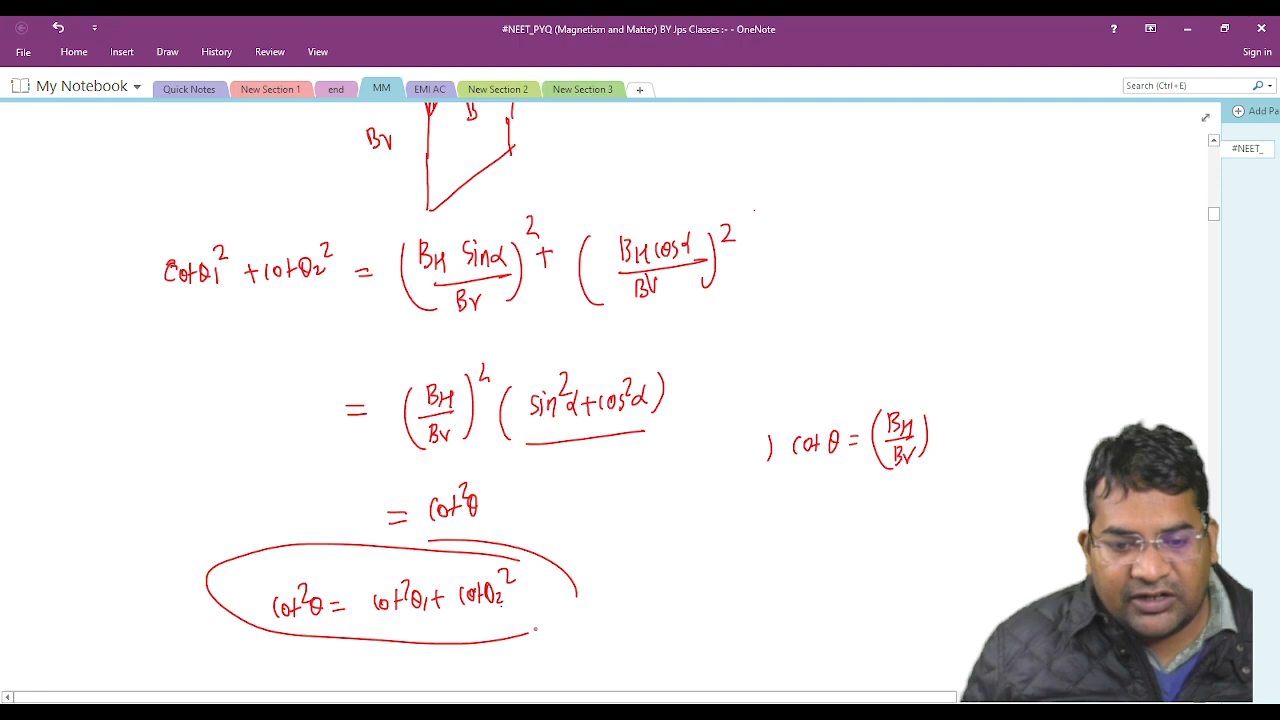 #NEET_PYQ (Magnetism and Matter) BY Jps Classes :- - OneNote
?
File Home Insert Draw History Review View
Sign in
My Notebook
Quick Notes New Section 1 end MM EMI AC New Section 2 New Section 3 +
Search (Ctrl+E)
Add Pa
#NEET_
B
BV
Cotθ1² + cotθ2² = (BH Sinα / BV)² + (BH cosα / BV)²
= (BH / BV)² (sin²α + cos²α)
) cot θ = (BH / BV)
= cot²θ
cot²θ = cot²θ1 + cotθ2²